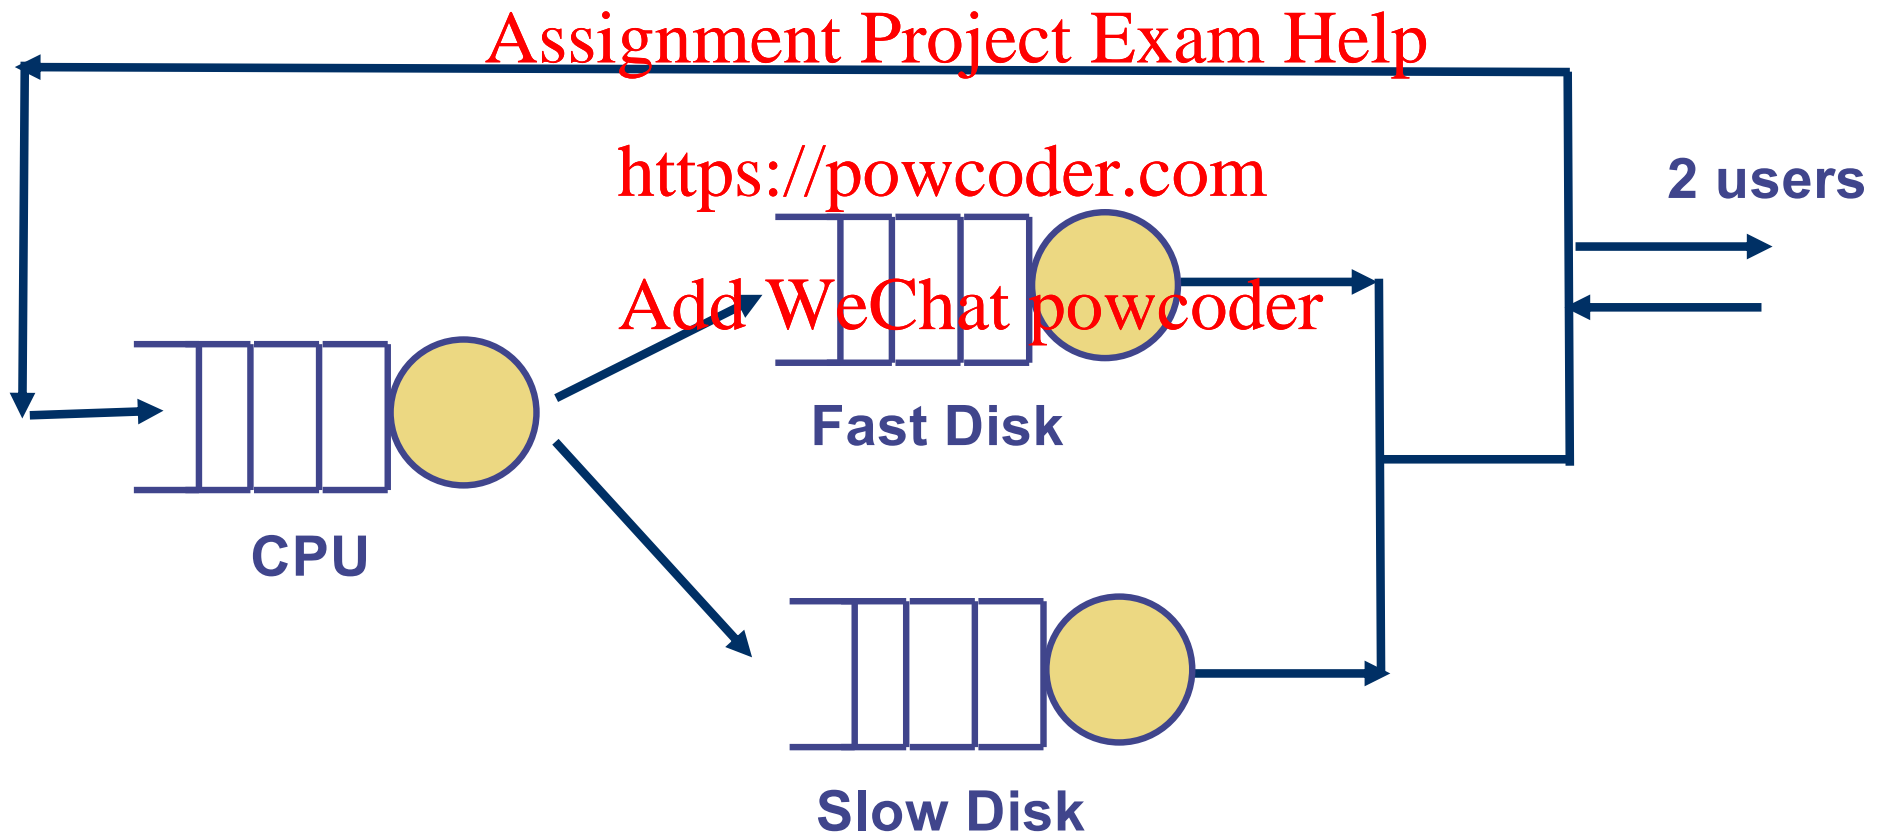 Assignment Project Exam Help
https://powcoder.com
2 users
Add WeChat powcoder
Fast Disk
CPU
Slow Disk